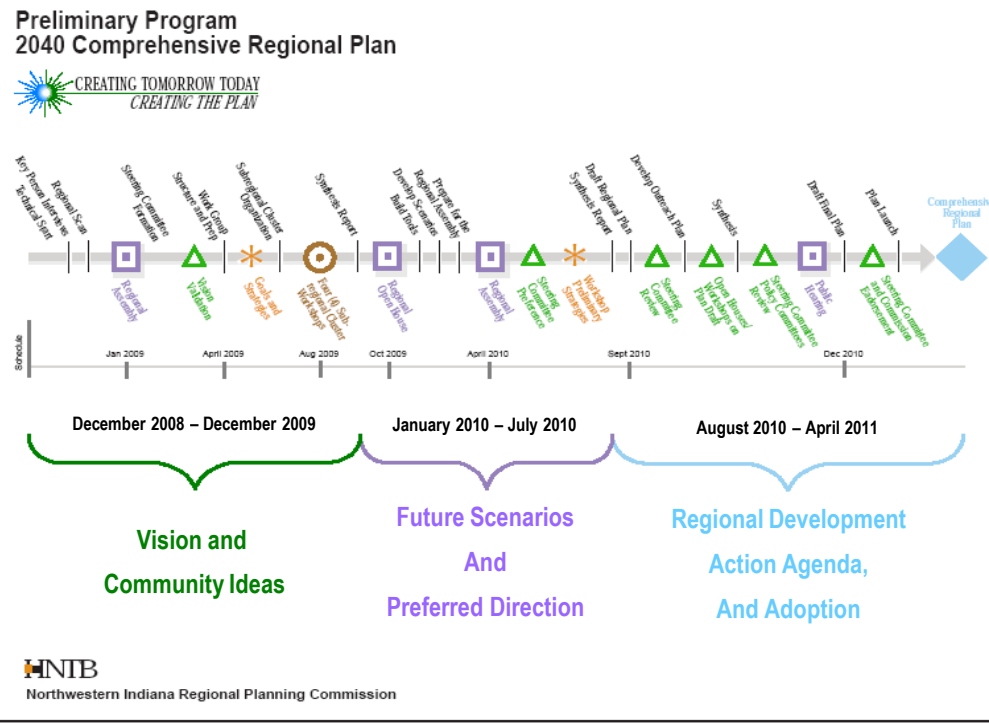 Preliminary Program
2040 Comprehensive Regional Plan
CREATING TOMORROW TODAY
CREATING THE PLAN
Technical Start
Key Person Interviews
Regional Scan
Steering Committee
Formation
Structure and Prep
Work Group
Subregional Cluster
Organization
Synthesis Report
Build Tools
Develop Scenarios
Regional Assembly
Prepare for the
Synthesis Report
Draft Regional Plan
Develop Outreach Plan
Synthesis
Draft Final Plan
Plan Launch
Comprehensive
Regional
Plan
Regional
Assembly
Vision
Validation
Goals and
Strategies
Four (4) Sub-
regional Cluster
Workshops
Regional
Open House
Regional
Assembly
Steering
Committee
Preference
Workshop
Preliminary
Strategies
Steering
Committee
Review
Open Houses/
Workshops on
Plan Draft
Steering Committee
Policy Committees
Review
Public
Hearing
Steering Committee
and Commission
Endorsement
Schedule
Jan 2009
April 2009
Aug 2009
Oct 2009
April 2010
Sept 2010
Dec 2010
December 2008 – December 2009
January 2010 – July 2010
August 2010 – April 2011
Vision and
Community Ideas
Future Scenarios
And
Preferred Direction
Regional Development
Action Agenda,
And Adoption
HNTB
Northwestern Indiana Regional Planning Commission